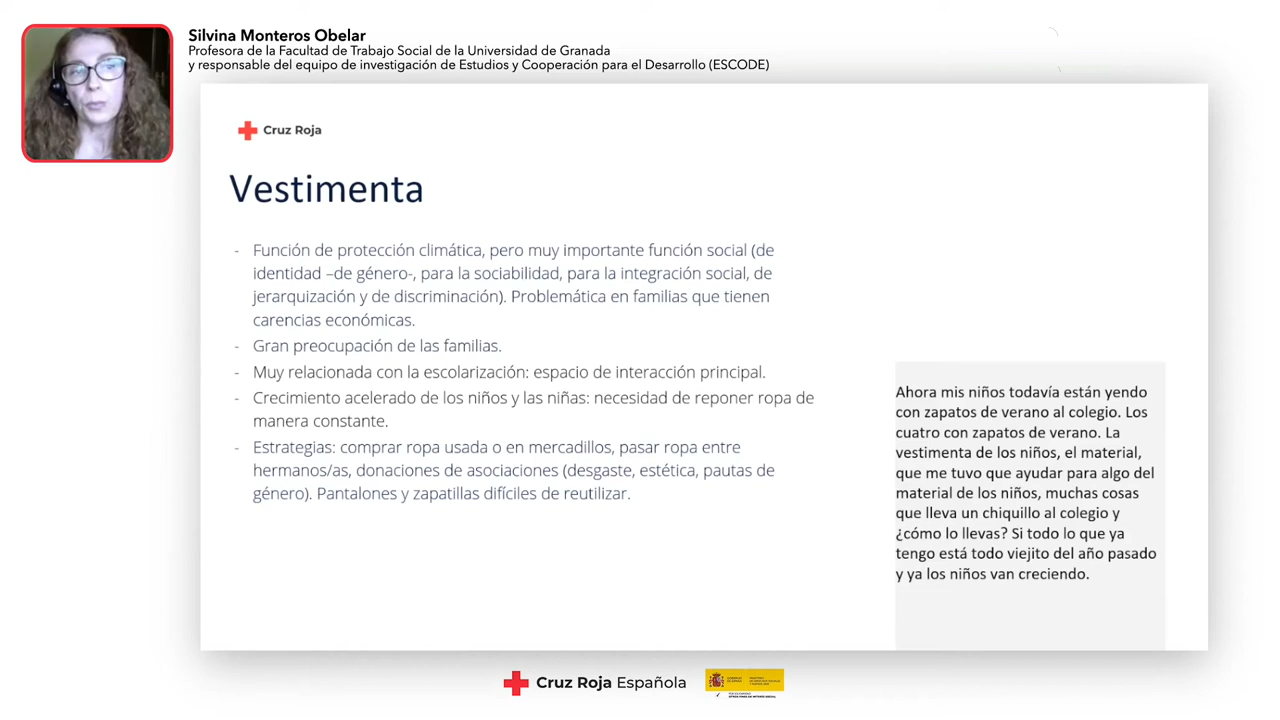 Silvina Monteros Obelar
Profesora de la Facultad de Trabajo Social de la Universidad de Granada
y responsable del equipo de investigación de Estudios y Cooperación para el Desarrollo (ESCODE)
Cruz Roja
Vestimenta
- Función de protección climática, pero muy importante función social (de
identidad –de género-, para la sociabilidad, para la integración social, de
jerarquización y de discriminación). Problemática en familias que tienen
carencias económicas.
- Gran preocupación de las familias.
- Muy relacionada con la escolarización: espacio de interacción principal.
- Crecimiento acelerado de los niños y las niñas: necesidad de reponer ropa de
manera constante.
- Estrategias: comprar ropa usada o en mercadillos, pasar ropa entre
hermanos/as, donaciones de asociaciones (desgaste, estética, pautas de
género). Pantalones y zapatillas difíciles de reutilizar.
Ahora mis niños todavía están yendo
con zapatos de verano al colegio. Los
cuatro con zapatos de verano. La
vestimenta de los niños, el material,
que me tuvo que ayudar para algo del
material de los niños, muchas cosas
que lleva un chiquillo al colegio y
¿cómo lo llevas? Si todo lo que ya
tengo está todo viejito del año pasado
y ya los niños van creciendo.
Cruz Roja Española